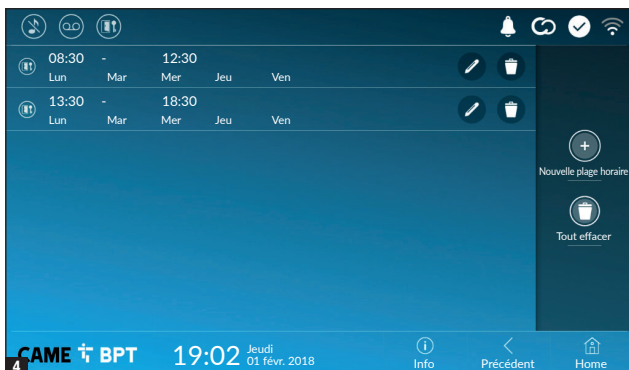 08:30 - 12:30
Lun Mar Mer Jeu Ven
13:30 - 18:30
Lun Mar Mer Jeu Ven
Nouvelle plage horaire
Tout effacer
CAME BPT 19:02 Jeudi
01 févr. 2018
Info Précédent Home
4